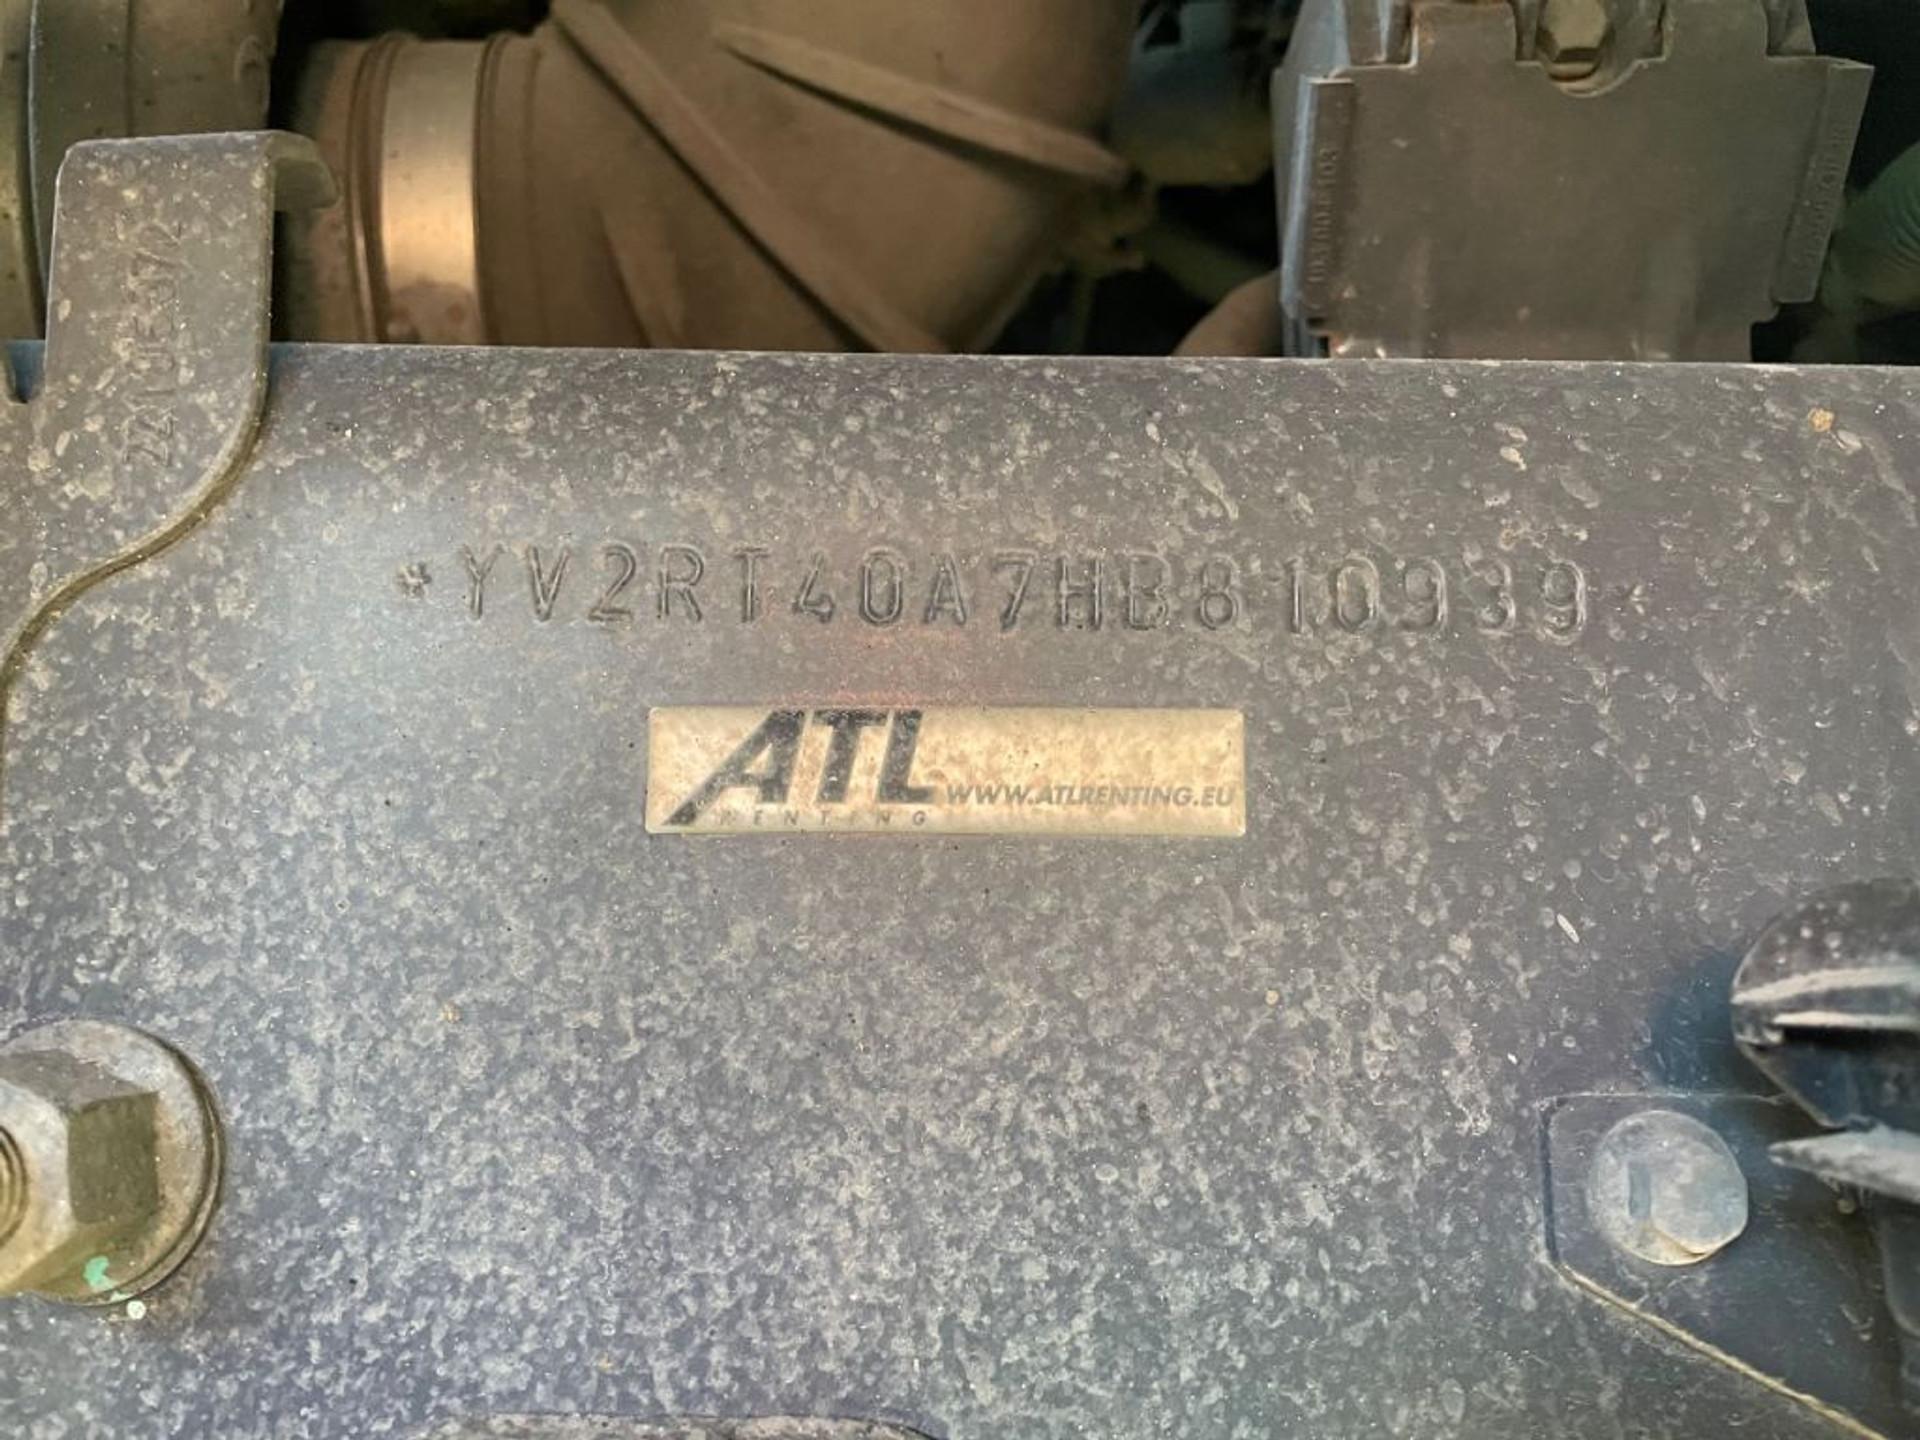 *YV2RT40A7HB810939*
ATL WWW.ATLRENTING.EU
RENTING